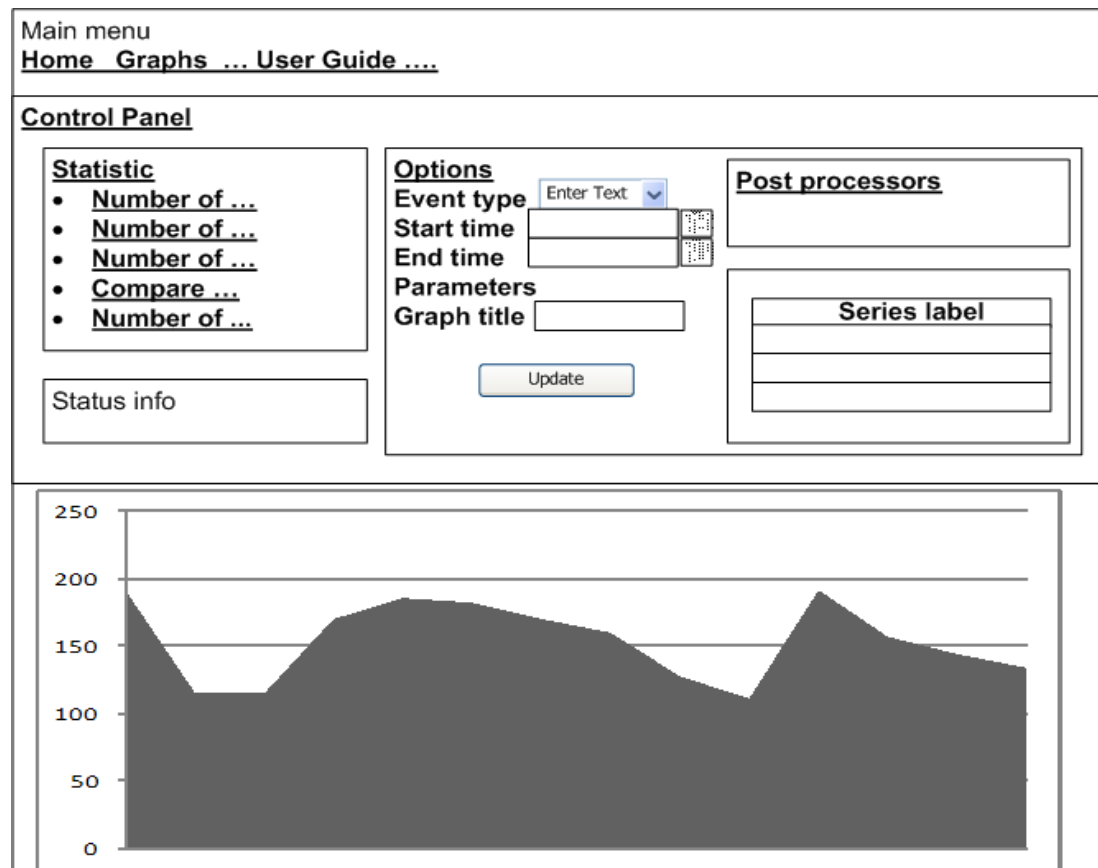 Main menu
Home Graphs … User Guide ….
Control Panel
Statistic
• Number of …
• Number of …
• Number of …
• Compare …
• Number of ...
Status info
Options
Event type Enter Text
Start time
End time
Parameters
Graph title
Update
Post processors
Series label
250
200
150
100
50
0